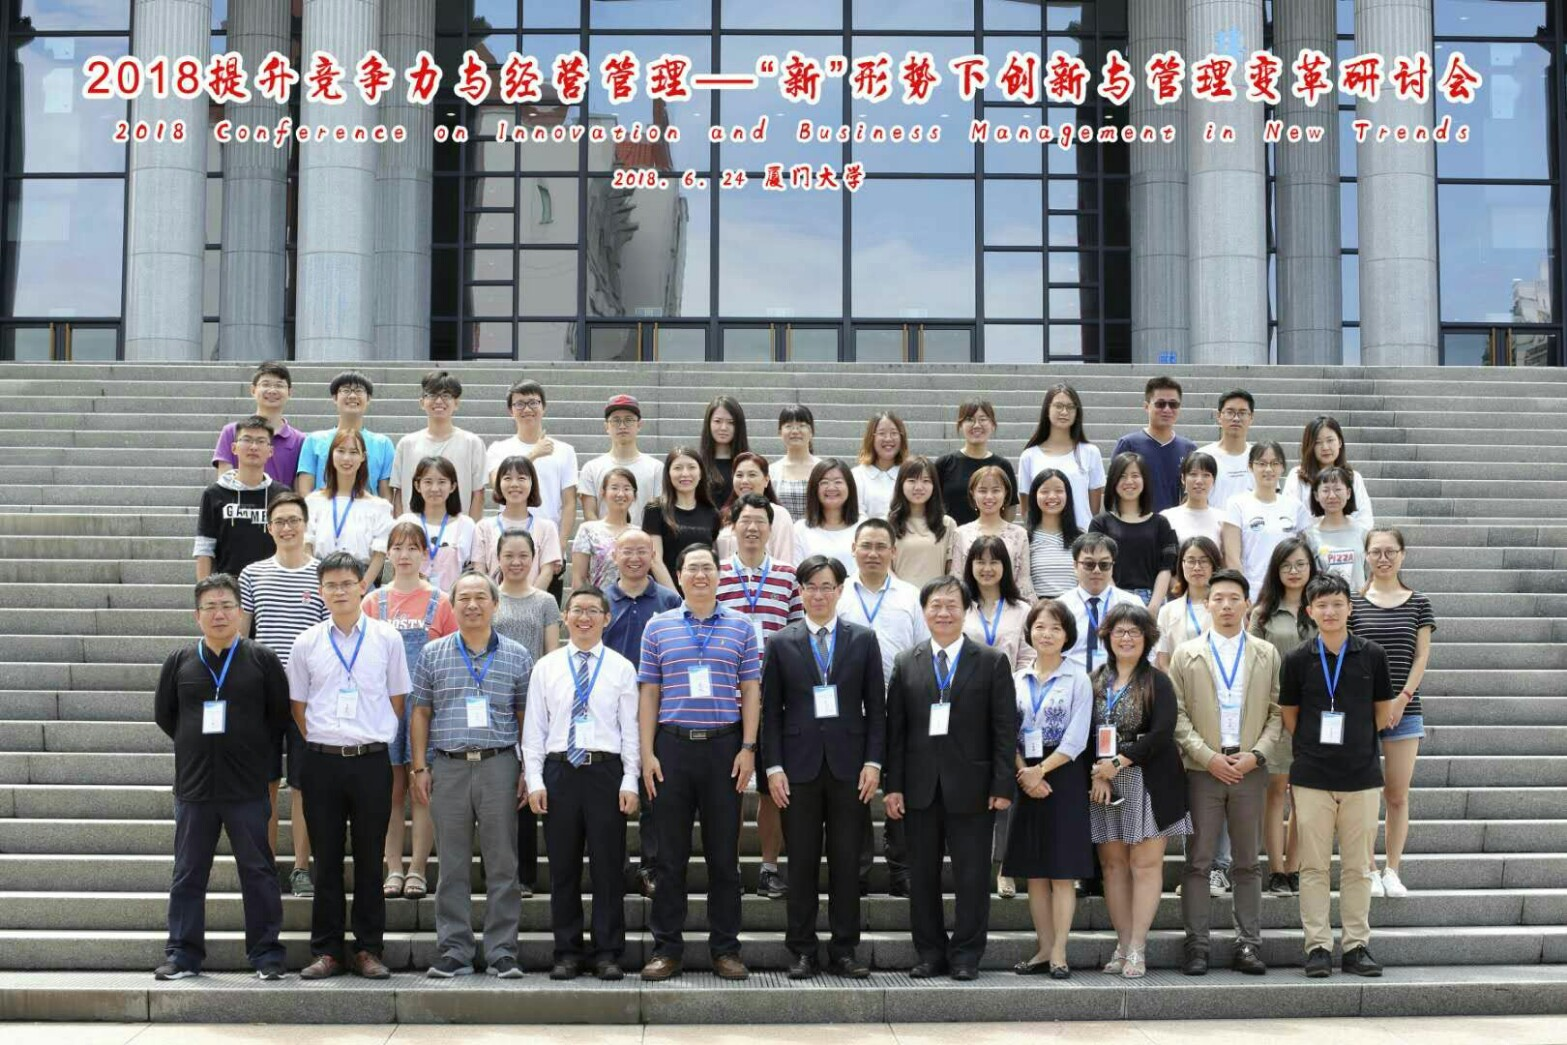 2018提升竞争力与经营管理—“新”形势下创新与管理变革研讨会
2018 Conference on Innovation and Business Management in New Trends
2018. 6. 24 厦门大学
GAME
PIZZA